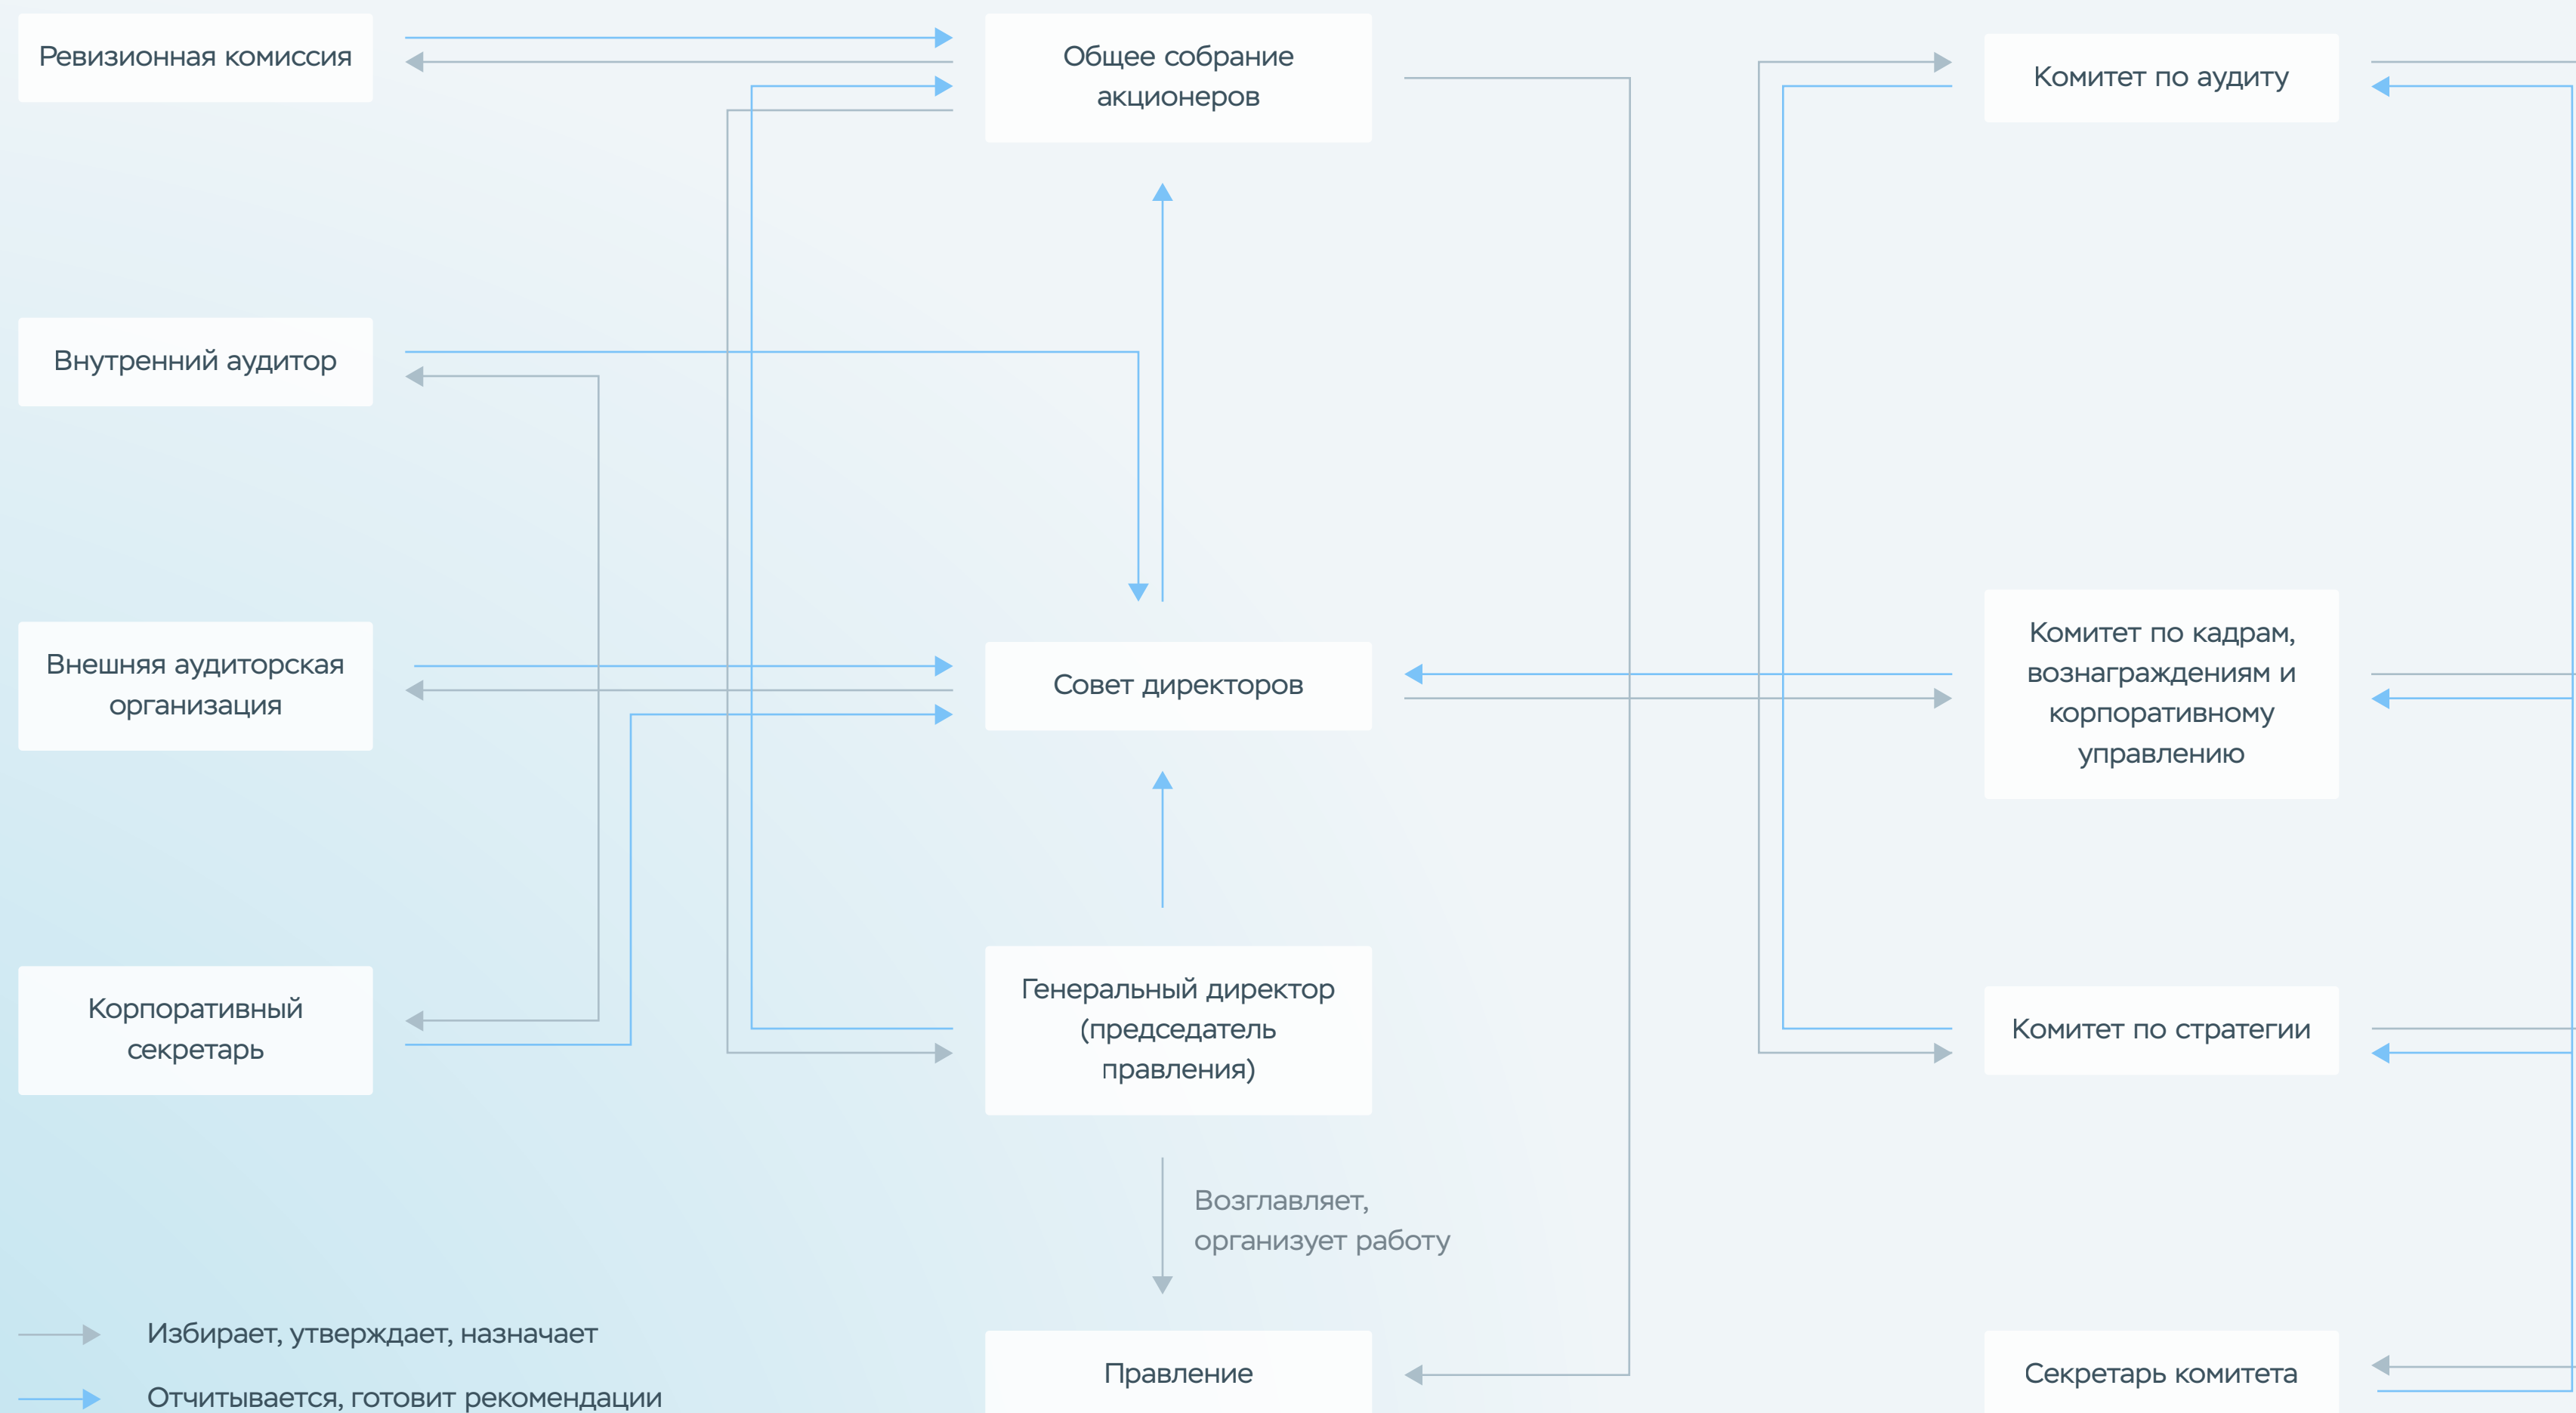 Ревизионная комиссия
Общее собрание
акционеров
Комитет по аудиту
Внутренний аудитор
Внешняя аудиторская
организация
Совет директоров
Комитет по кадрам,
вознаграждениям и
корпоративному
управлению
Корпоративный
секретарь
Генеральный директор
(председатель
правления)
Комитет по стратегии
Возглавляет,
организует работу
Правление
Секретарь комитета
Избирает, утверждает, назначает
Отчитывается, готовит рекомендации